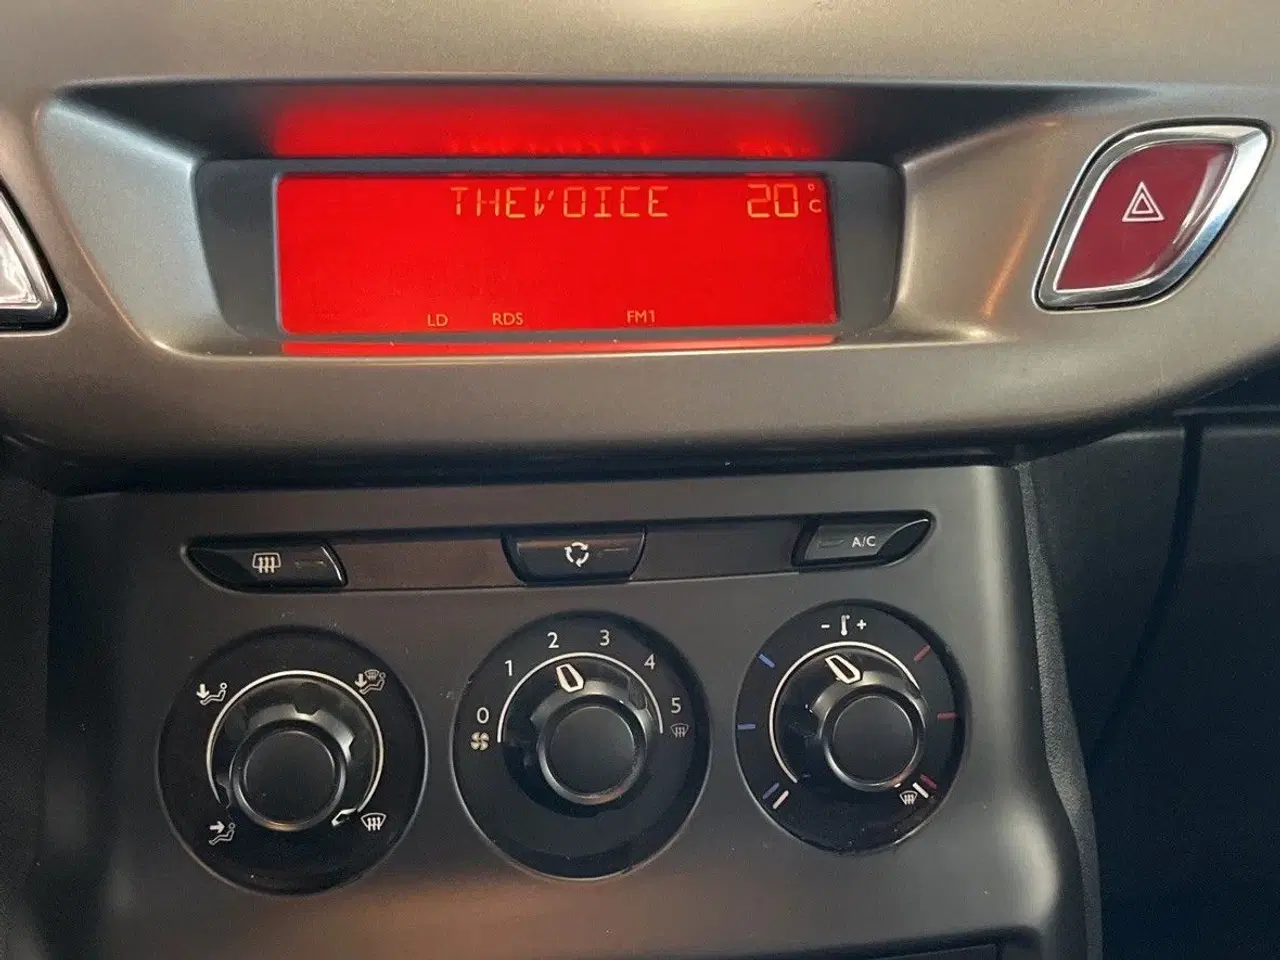 THEVOICE 20°C
LD RDS FM1
A/C
0 1 2 3 4 5
- +